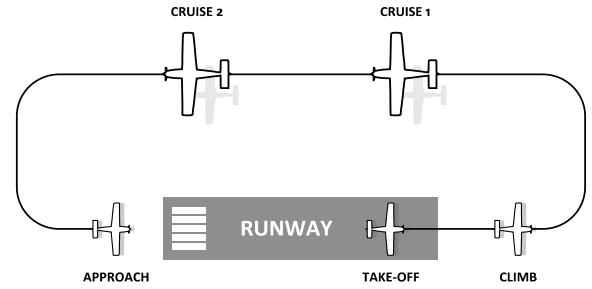 CRUISE 2
CRUISE 1
RUNWAY
APPROACH
TAKE-OFF
CLIMB